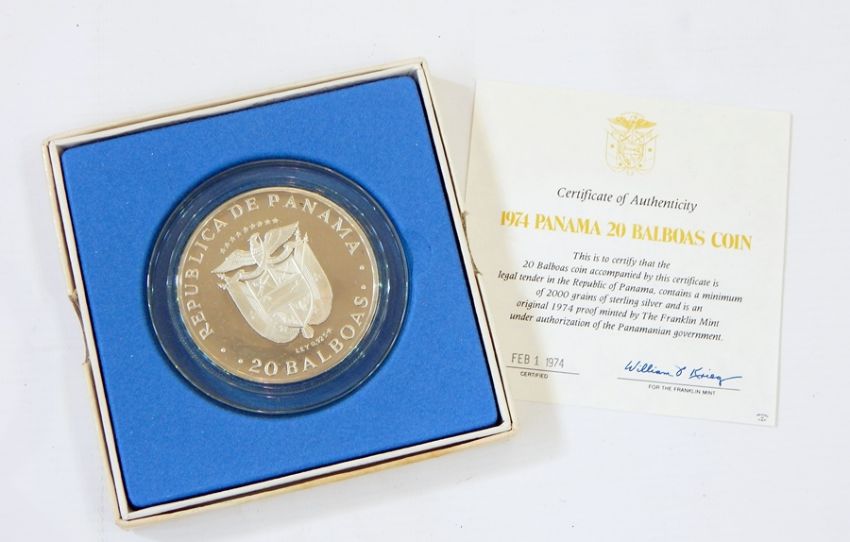 REPUBLICA DE PANAMA
LEY 0.925
· 20 BALBOAS ·
Certificate of Authenticity
1974 PANAMA 20 BALBOAS COIN
This is to certify that the
20 Balboas coin accompanied by this certificate is
legal tender in the Republic of Panama, contains a minimum
of 2000 grains of sterling silver and is an
original 1974 proof minted by The Franklin Mint
under authorization of the Panamanian government.
FEB 1 1974
CERTIFIED
FOR THE FRANKLIN MINT